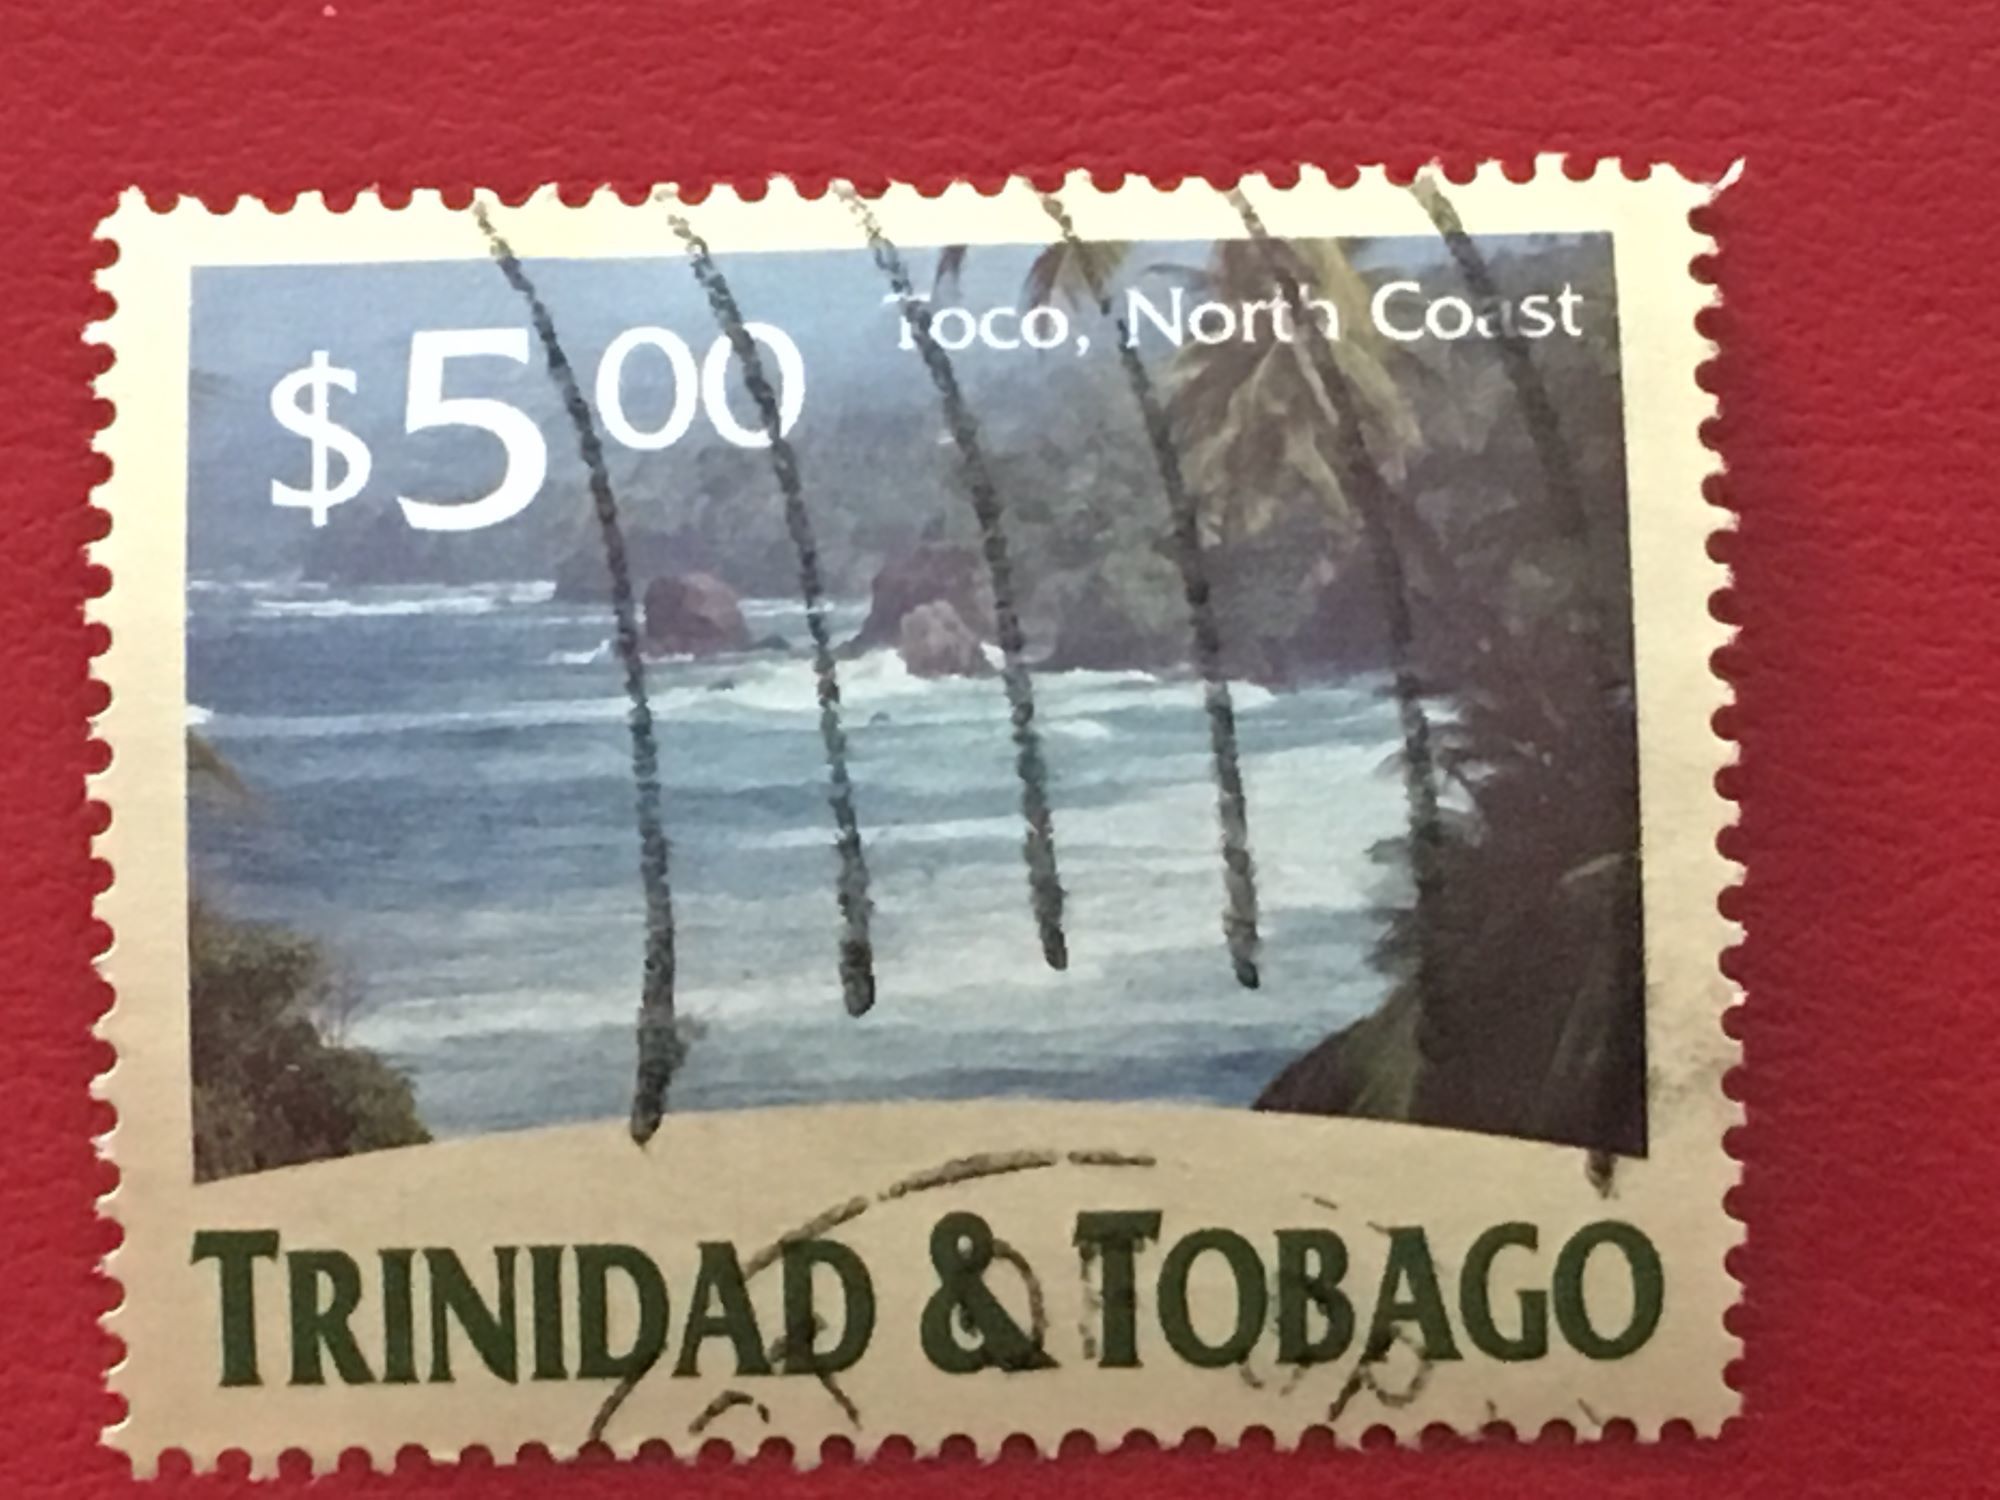 $5.00
Toco, North Coast
TRINIDAD & TOBAGO